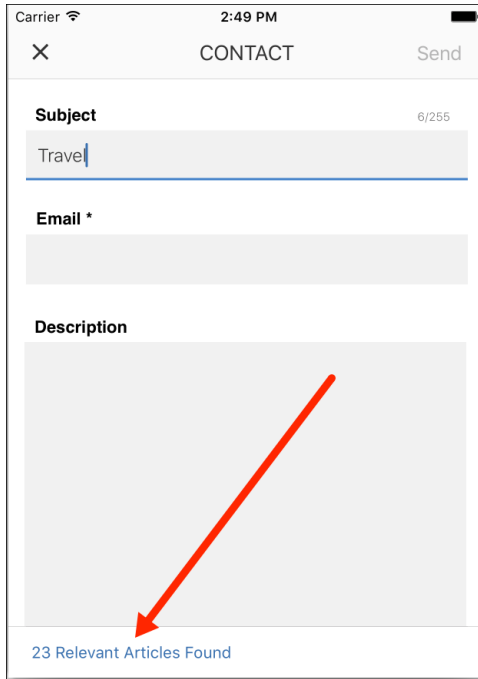 Carrier 2:49 PM
CONTACT Send
Subject 6/255
Travel
Email *
Description
23 Relevant Articles Found